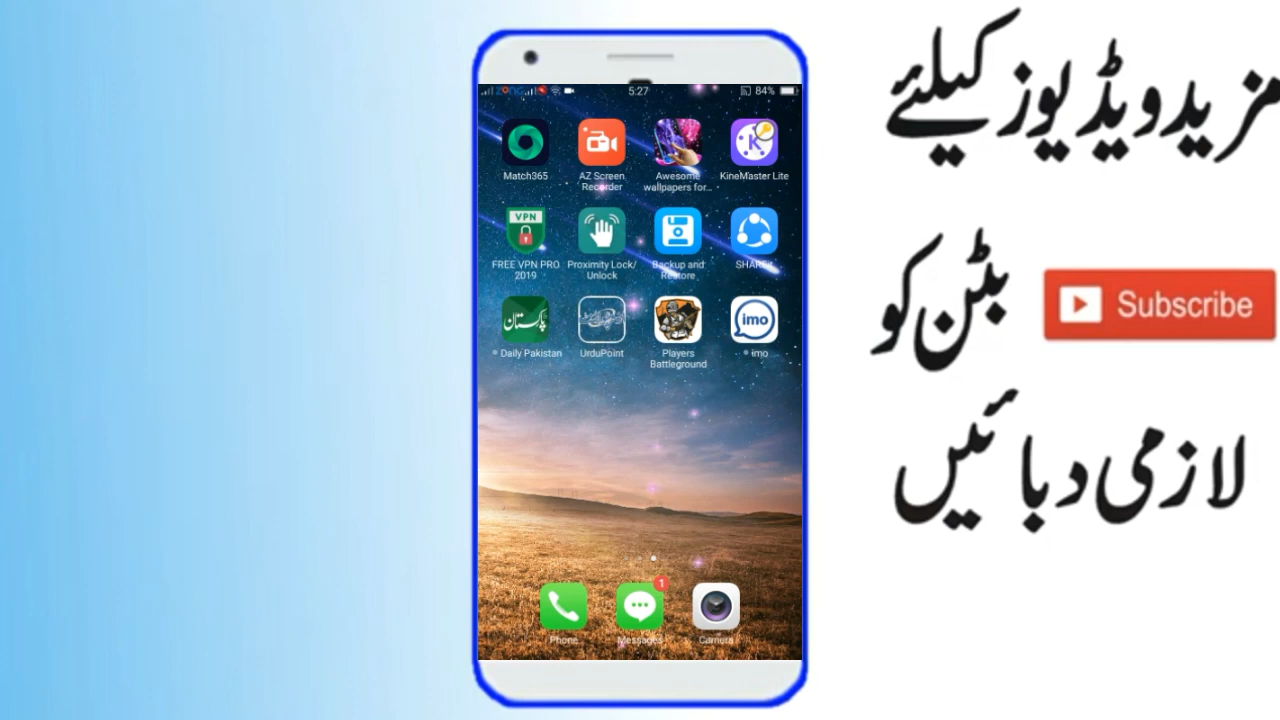 ZONG 5:27 84%
Match365 AZ Screen Recorder Awesome wallpapers for... KineMaster Lite
VPN
FREE VPN PRO 2019 Proximity Lock/Unlock Backup and Restore SHAREit
پاکستان imo
Daily Pakistan UrduPoint Players Battleground imo
1
Phone Messages Camera
مزید ویڈیوز کیلئے
بٹن کو Subscribe
لازمی دبائیں